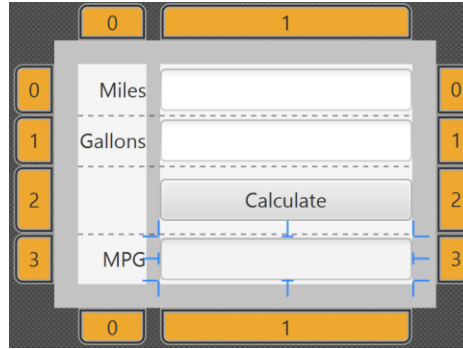 0 1
0 Miles 0
1 Gallons 1
2 Calculate 2
3 MPG 3
0 1